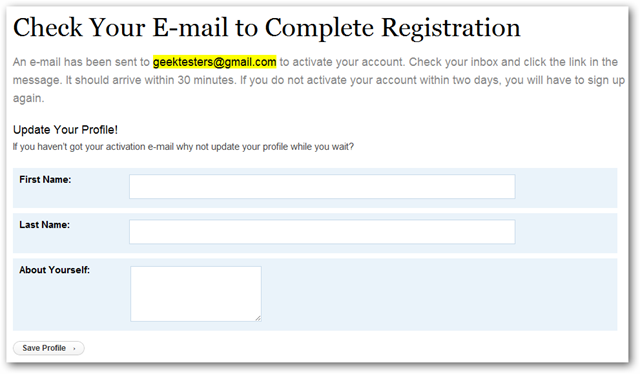 Check Your E-mail to Complete Registration
An e-mail has been sent to geektesters@gmail.com to activate your account. Check your inbox and click the link in the
message. It should arrive within 30 minutes. If you do not activate your account within two days, you will have to sign up
again.
Update Your Profile!
If you haven't got your activation e-mail why not update your profile while you wait?
First Name:
Last Name:
About Yourself:
Save Profile ›